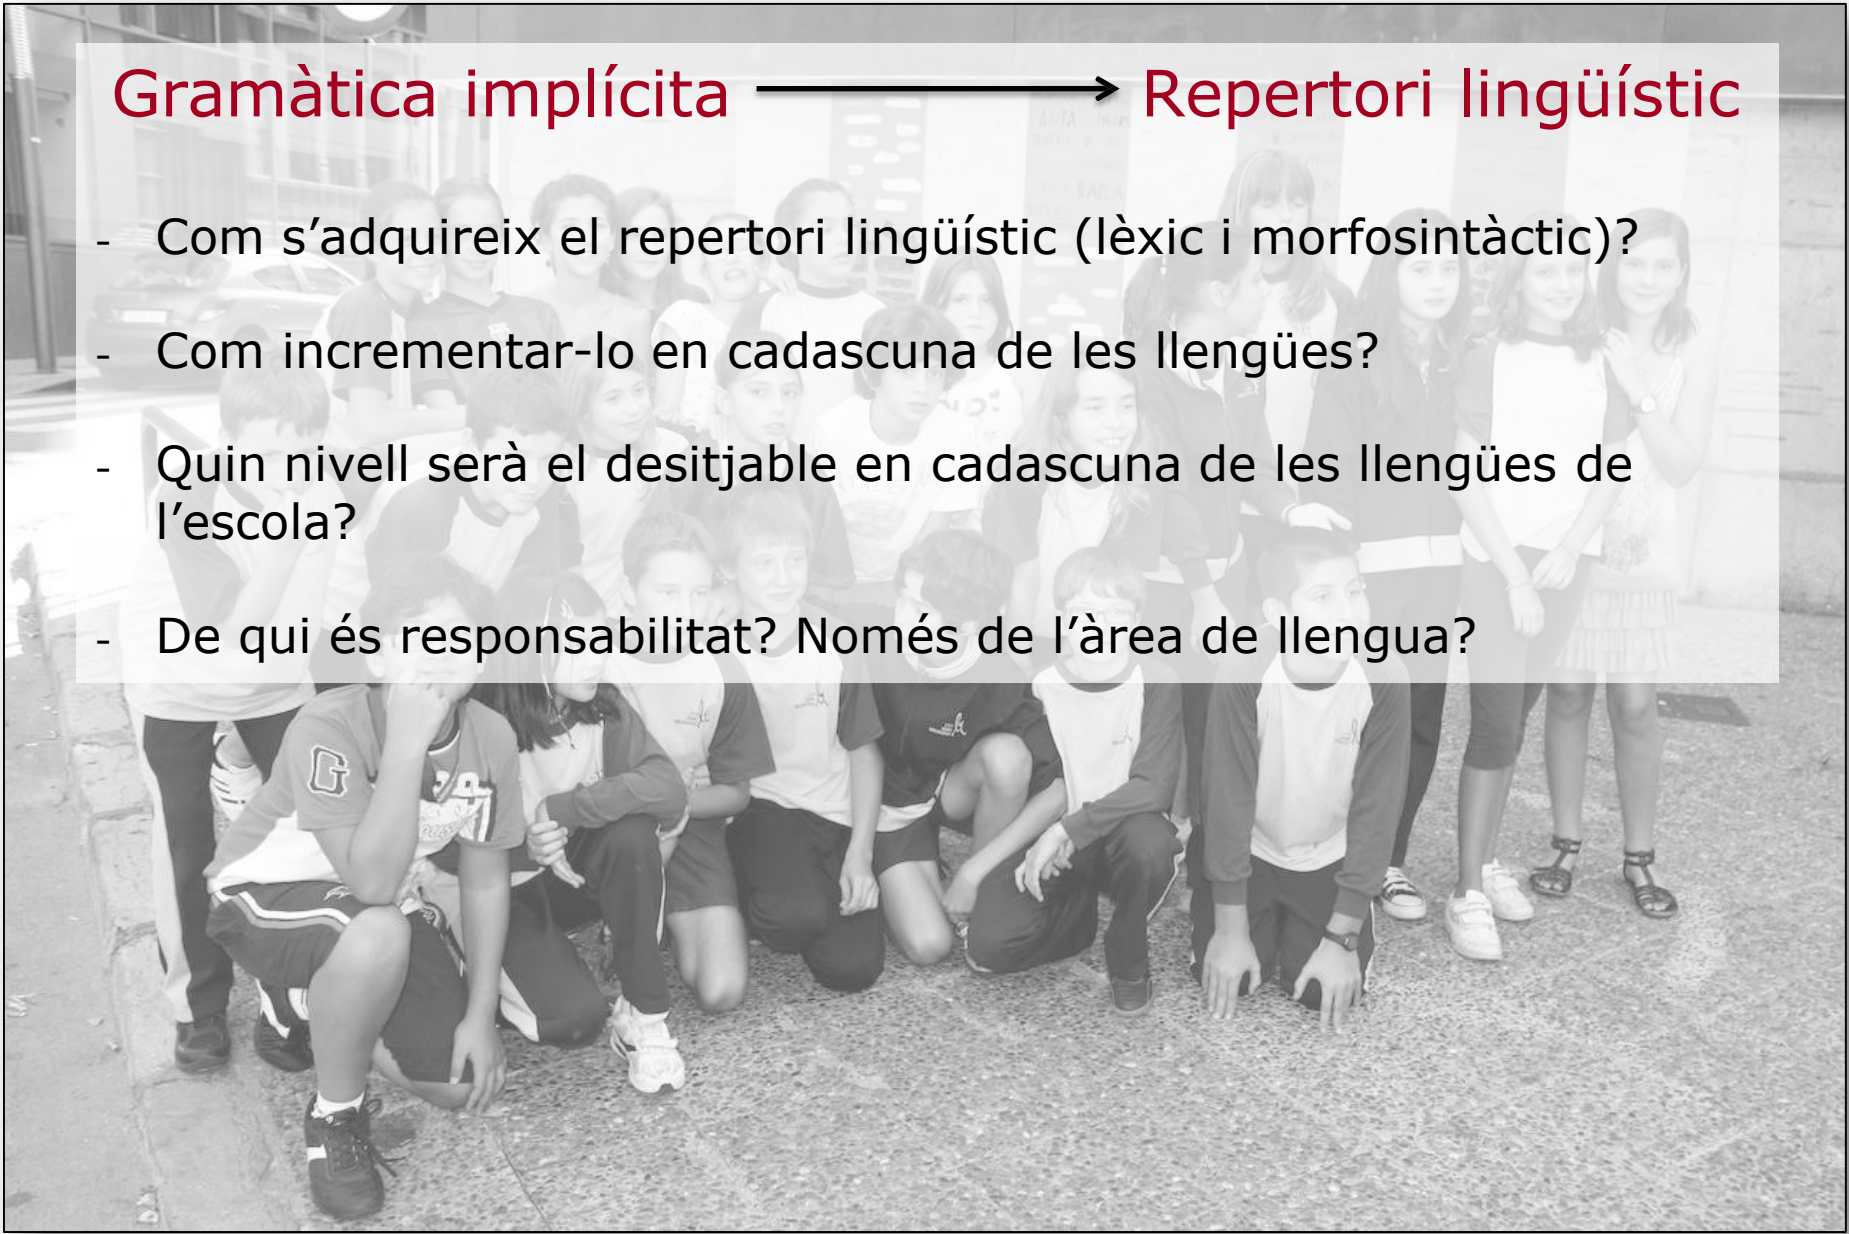 Gramàtica implícita Repertori lingüístic
- Com s’adquireix el repertori lingüístic (lèxic i morfosintàctic)?
- Com incrementar-lo en cadascuna de les llengües?
- Quin nivell serà el desitjable en cadascuna de les llengües de
l’escola?
- De qui és responsabilitat? Només de l’àrea de llengua?
G